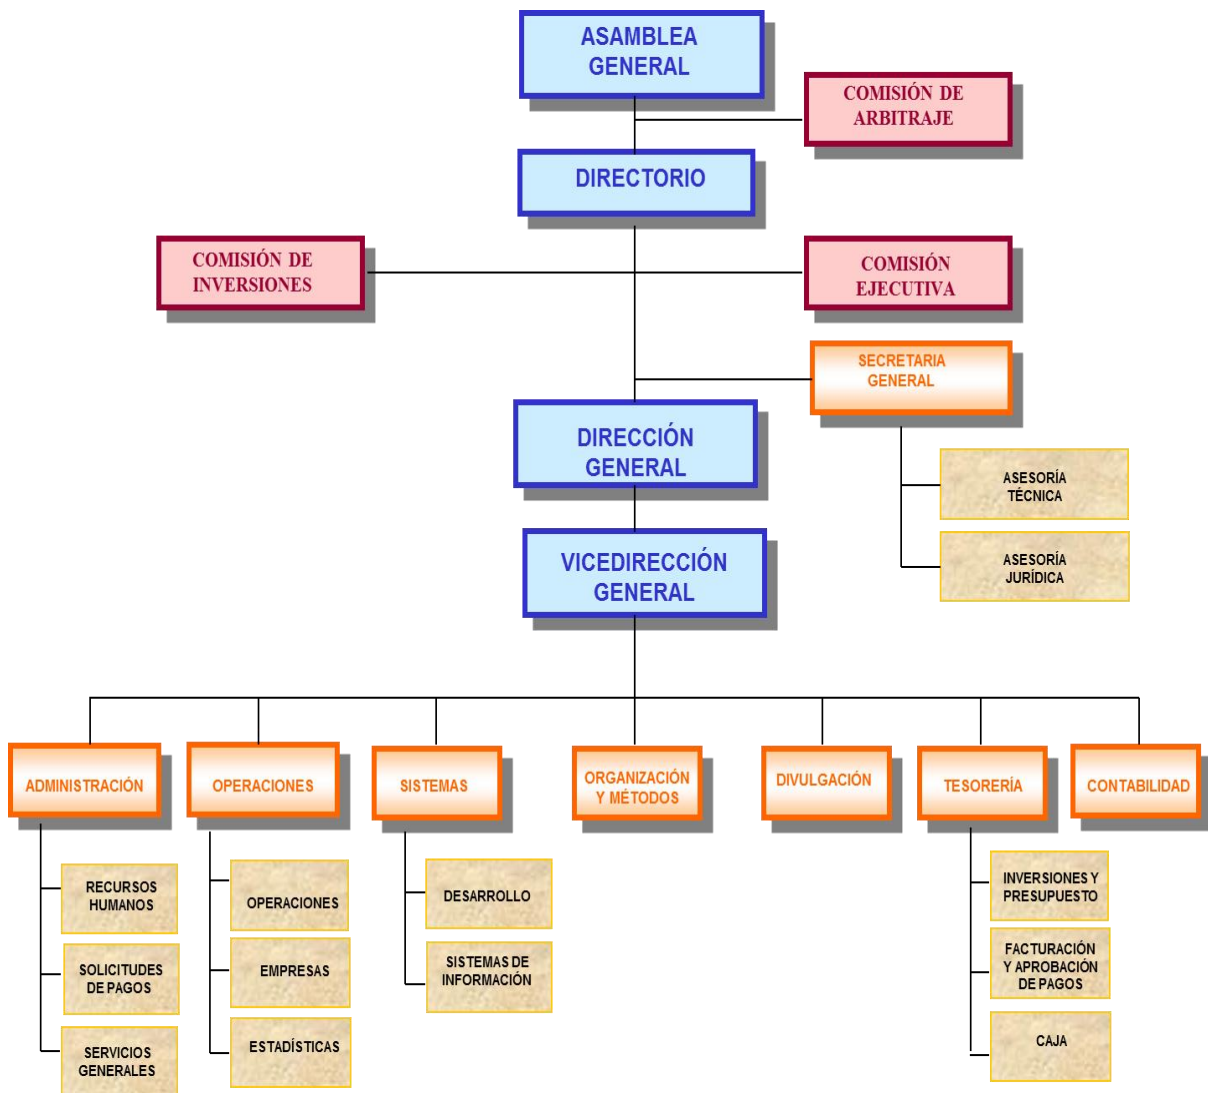 ASAMBLEA
GENERAL
COMISIÓN DE
ARBITRAJE
DIRECTORIO
COMISIÓN DE
INVERSIONES
COMISIÓN
EJECUTIVA
SECRETARIA
GENERAL
DIRECCIÓN
GENERAL
ASESORÍA
TÉCNICA
VICEDIRECCIÓN
GENERAL
ASESORÍA
JURÍDICA
ADMINISTRACIÓN
OPERACIONES
SISTEMAS
ORGANIZACIÓN
Y MÉTODOS
DIVULGACIÓN
TESORERÍA
CONTABILIDAD
RECURSOS
HUMANOS
SOLICITUDES
DE PAGOS
SERVICIOS
GENERALES
OPERACIONES
EMPRESAS
ESTADÍSTICAS
DESARROLLO
SISTEMAS DE
INFORMACIÓN
INVERSIONES Y
PRESUPUESTO
FACTURACIÓN
Y APROBACIÓN
DE PAGOS
CAJA